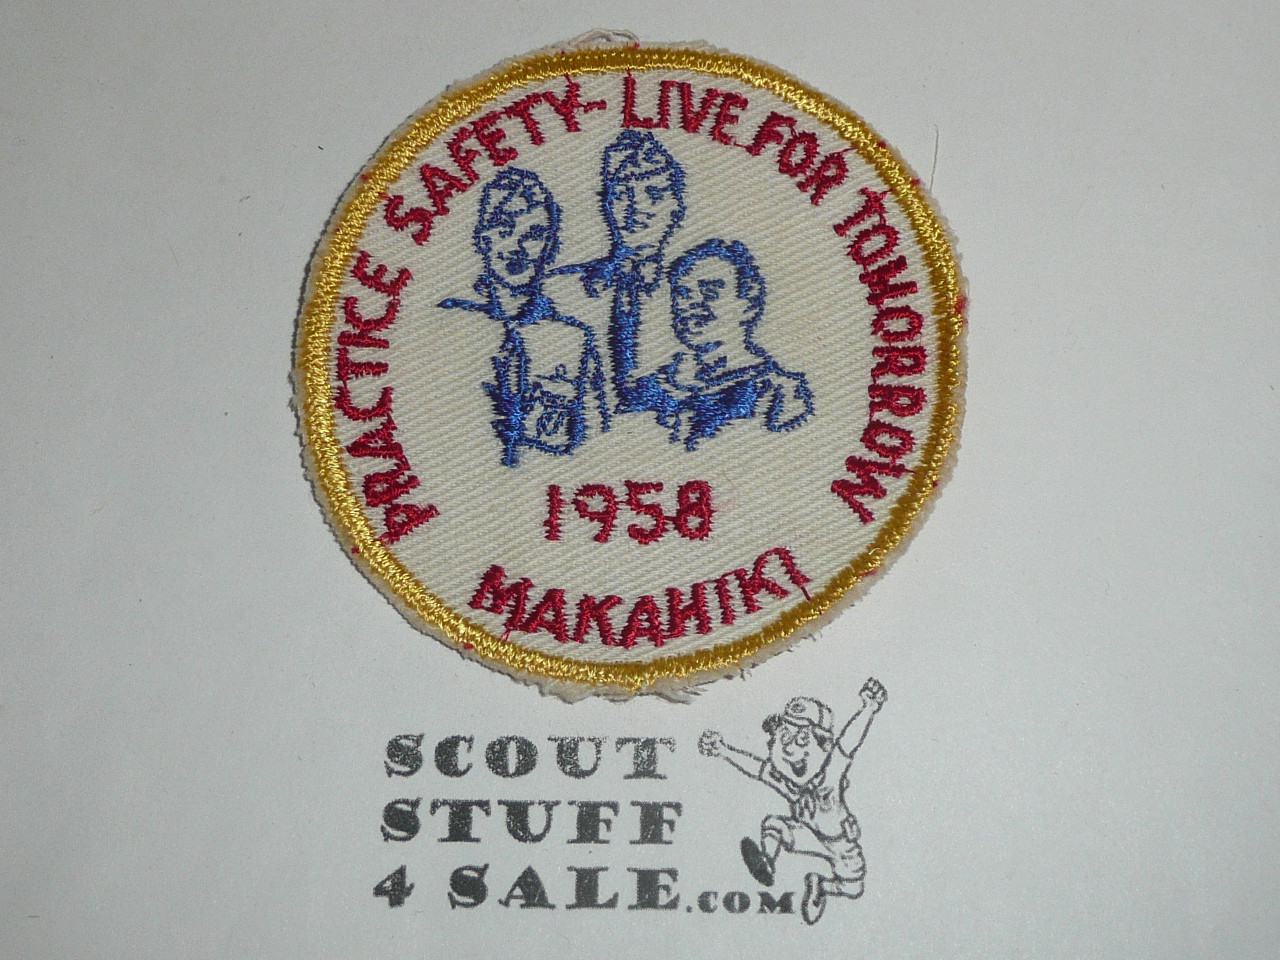 PRACTICE SAFETY - LIVE FOR TOMORROW
1958
MAKAHIKI
SCOUT
STUFF
4 SALE.COM